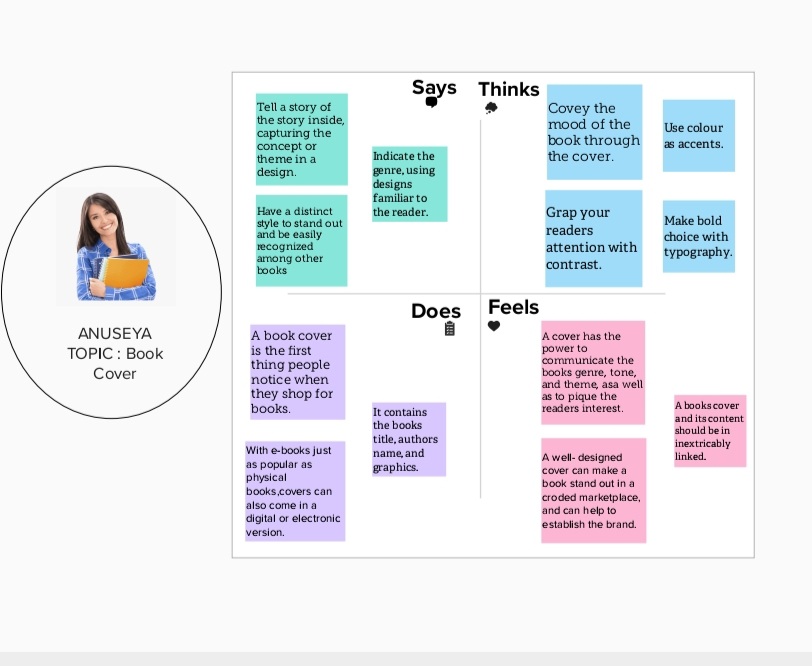 Says
Thinks
Tell a story of
the story inside,
capturing the
concept or
theme in a
design.
Indicate the
genre, using
designs
familiar to
the reader.
Have a distinct
style to stand out
and be easily
recognized
among other
books
Covey the
mood of the
book through
the cover.
Use colour
as accents.
Grap your
readers
attention with
contrast.
Make bold
choice with
typography.
ANUSEYA
TOPIC : Book
Cover
Does
Feels
A book cover
is the first
thing people
notice when
they shop for
books.
It contains
the books
title, authors
name, and
graphics.
With e-books just
as popular as
physical
books,covers can
also come in a
digital or electronic
version.
A cover has the
power to
communicate the
books genre, tone,
and theme, asa well
as to pique the
readers interest.
A books cover
and its content
should be in
inextricably
linked.
A well- designed
cover can make a
book stand out in a
croded marketplace,
and can help to
establish the brand.